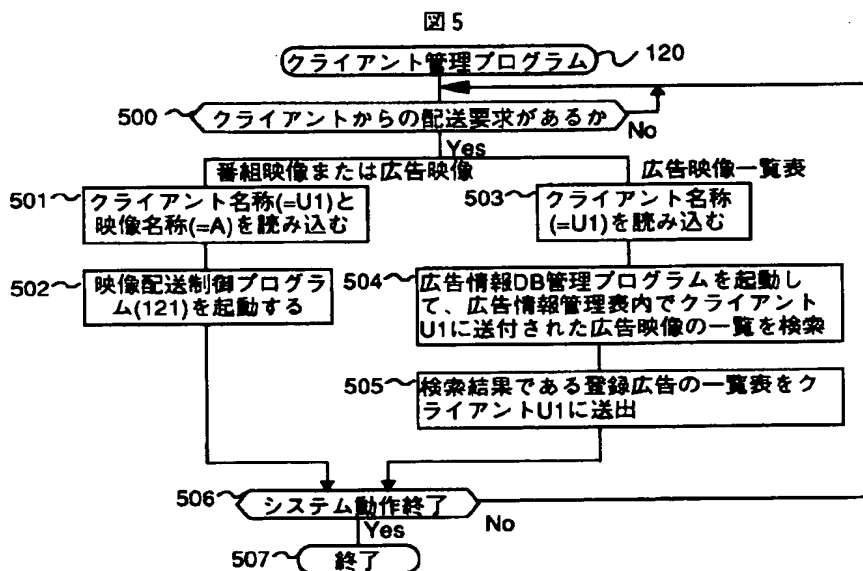 図5
クライアント管理プログラム 120
500 クライアントからの配送要求があるか
No
Yes
番組映像または広告映像 広告映像一覧表
501 クライアント名称(=U1)と
映像名称(=A)を読み込む
503 クライアント名称
(=U1)を読み込む
502 映像配送制御プログラ
ム(121)を起動する
504 広告情報DB管理プログラムを起動し
て、広告情報管理表内でクライアント
U1に送付された広告映像の一覧を検索
505 検索結果である登録広告の一覧表をク
ライアントU1に送出
506 システム動作終了
No
Yes
507 終了